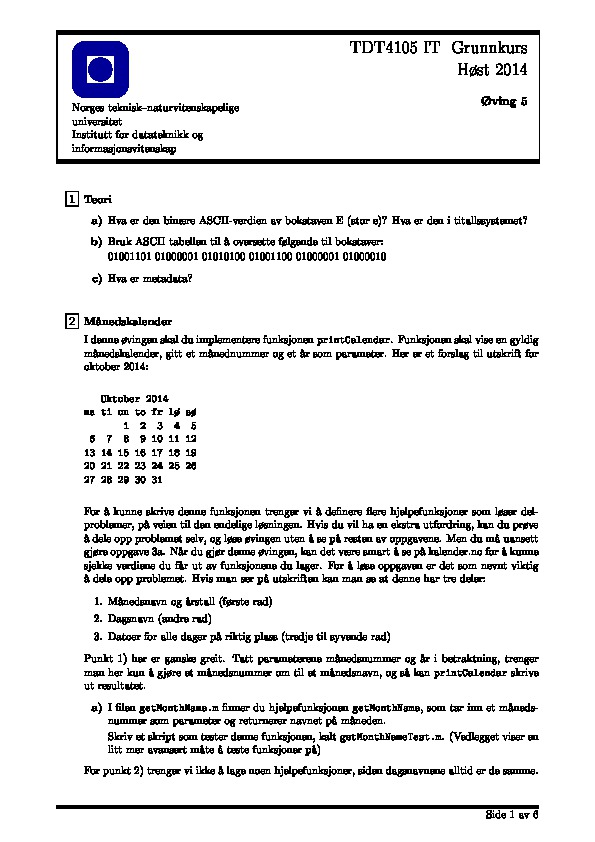 TDT4105 IT Grunnkurs
Høst 2014
Øving 5
Norges teknisk–naturvitenskapelige
universitet
Institutt for datateknikk og
informasjonsvitenskap
1 Teori
a) Hva er den binære ASCII-verdien av bokstaven E (stor e)? Hva er den i titallssystemet?
b) Bruk ASCII tabellen til å oversette følgende til bokstaver:
01001101 01000001 01010100 01001100 01000001 01000010
c) Hva er metadata?
2 Månedskalender
I denne øvingen skal du implementere funksjonen printCalender. Funksjonen skal vise en gyldig
månedskalender, gitt et månednummer og et år som parameter. Her er et forslag til utskrift for
oktober 2014:
Oktober 2014
ma ti on to fr lø sø
1 2 3 4 5
6 7 8 9 10 11 12
13 14 15 16 17 18 19
20 21 22 23 24 25 26
27 28 29 30 31
For å kunne skrive denne funksjonen trenger vi å definere flere hjelpefunksjoner som løser del-
problemer, på veien til den endelige løsningen. Hvis du vil ha en ekstra utfordring, kan du prøve
å dele opp problemet selv, og løse øvingen uten å se på resten av oppgavene. Men du må uansett
gjøre oppgave 3a. Når du gjør denne øvingen, kan det være smart å se på kalender.no for å kunne
sjekke verdiene du får ut av funksjonene du lager. For å løse oppgaven er det som nevnt viktig
å dele opp problemet. Hvis man ser på utskriften kan man se at denne har tre deler:
1. Månedsnavn og årstall (første rad)
2. Dagsnavn (andre rad)
3. Datoer for alle dager på riktig plass (tredje til syvende rad)
Punkt 1) her er ganske greit. Tatt parameterene månedsnummer og år i betraktning, trenger
man her kun å gjøre et månedsnummer om til et månedsnavn, og så kan printCalender skrive
ut resultatet.
a) I filen getMonthName.m finner du hjelpefunksjonen getMonthName, som tar inn et måneds-
nummer som parameter og returnerer navnet på måneden.
Skriv et skript som tester denne funksjonen, kalt getMonthNameTest.m. (Vedlegget viser en
litt mer avansert måte å teste funksjoner på)
For punkt 2) trenger vi ikke å lage noen hjelpefunksjoner, siden dagsnavnene alltid er de samme.
Side 1 av 6